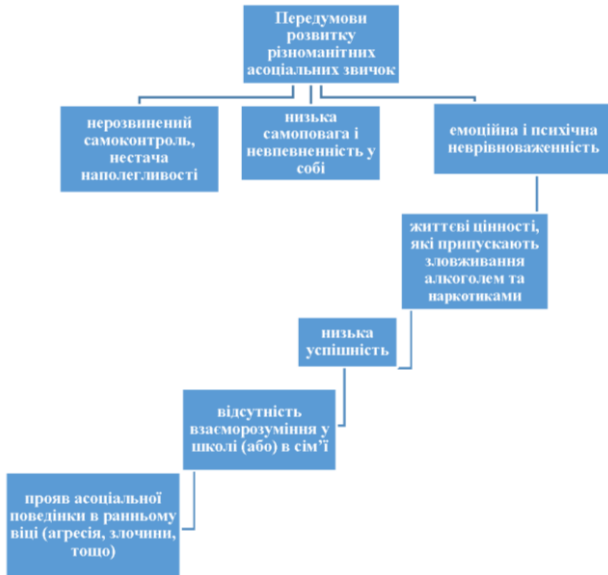 Передумови
розвитку
різноманітних
асоціальних звичок
нерозвинений
самоконтроль,
нестача
наполегливості
низька
самоповага і
невпевненність у
собі
емоційна і психічна
неврівноваженність
життєві цінності,
які припускають
зловживання
алкоголем та
наркотиками
низька
успішність
відсутність
взаєморозуміння у
школі (або) в сім’ї
прояв асоціальної
поведінки в ранньому
віці (агресія, злочини,
тощо)